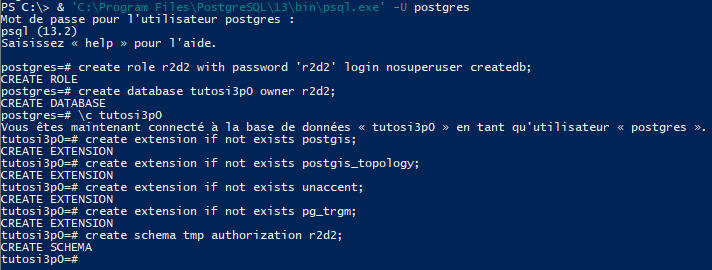 PS C:\> & 'C:\Program Files\PostgreSQL\13\bin\psql.exe' -U postgres
Mot de passe pour l'utilisateur postgres :
psql (13.2)
Saisissez « help » pour l'aide.
postgres=# create role r2d2 with password 'r2d2' login nosuperuser createdb;
CREATE ROLE
postgres=# create database tutosi3p0 owner r2d2;
CREATE DATABASE
postgres=# \c tutosi3p0
Vous êtes maintenant connecté à la base de données « tutosi3p0 » en tant qu'utilisateur « postgres ».
tutosi3p0=# create extension if not exists postgis;
CREATE EXTENSION
tutosi3p0=# create extension if not exists postgis_topology;
CREATE EXTENSION
tutosi3p0=# create extension if not exists unaccent;
CREATE EXTENSION
tutosi3p0=# create extension if not exists pg_trgm;
CREATE EXTENSION
tutosi3p0=# create schema tmp authorization r2d2;
CREATE SCHEMA
tutosi3p0=#